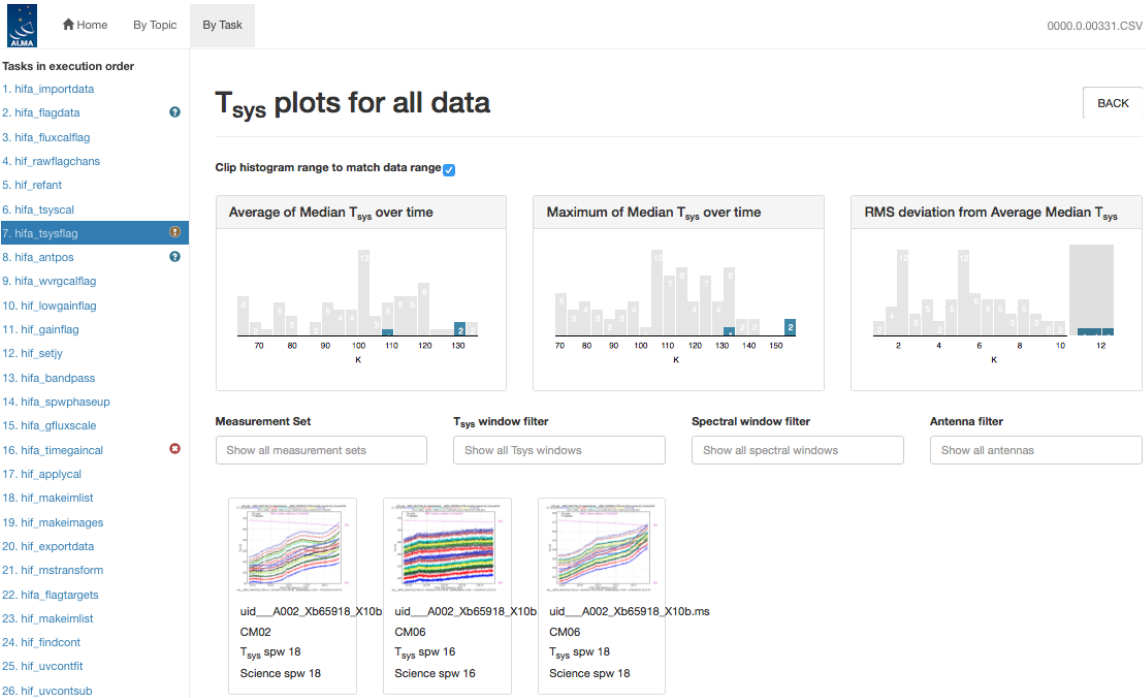 ALMA
Home
By Topic
By Task
0000.0.00331.CSV
Tasks in execution order
1. hifa_importdata
2. hifa_flagdata
3. hifa_fluxcalflag
4. hif_rawflagchans
5. hif_refant
6. hifa_tsyscal
7. hifa_tsysflag
8. hifa_antpos
9. hifa_wvrgcalflag
10. hif_lowgainflag
11. hif_gainflag
12. hif_setjy
13. hifa_bandpass
14. hifa_spwphaseup
15. hifa_gfluxscale
16. hifa_timegaincal
17. hif_applycal
18. hif_makeimlist
19. hif_makeimages
20. hif_exportdata
21. hif_mstransform
22. hifa_flagtargets
23. hif_makeimlist
24. hif_findcont
25. hif_uvcontfit
26. hif_uvcontsub
Tsys plots for all data
BACK
Clip histogram range to match data range
Average of Median Tsys over time
70 80 90 100 110 120 130
K
Maximum of Median Tsys over time
70 80 90 100 110 120 130 140 150
K
RMS deviation from Average Median Tsys
2 4 6 8 10 12
K
Measurement Set
Show all measurement sets
Tsys window filter
Show all Tsys windows
Spectral window filter
Show all spectral windows
Antenna filter
Show all antennas
uid___A002_Xb65918_X10b
CM02
Tsys spw 18
Science spw 18
uid___A002_Xb65918_X10b
CM06
Tsys spw 16
Science spw 16
uid___A002_Xb65918_X10b.ms
CM06
Tsys spw 18
Science spw 18